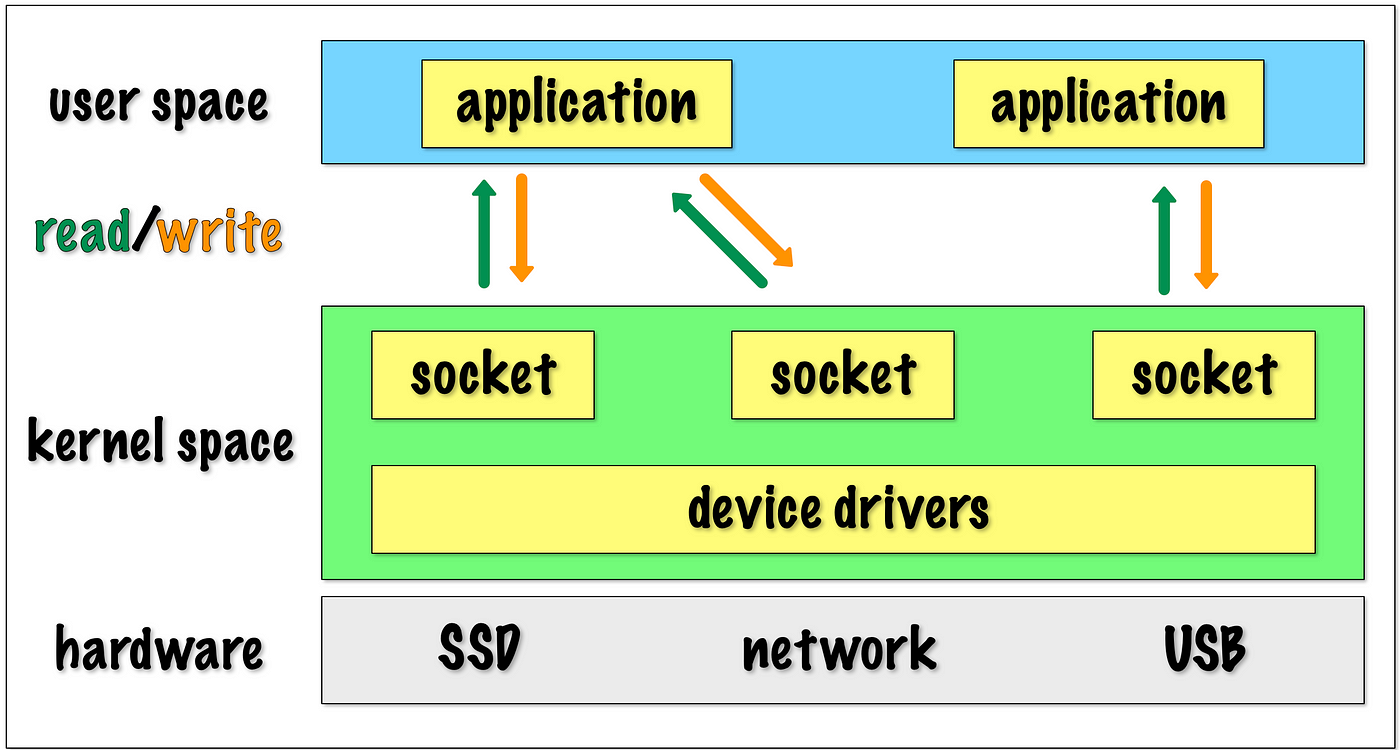 user space
application
application
read/write
socket
socket
socket
kernel space
device drivers
hardware
SSD
network
USB